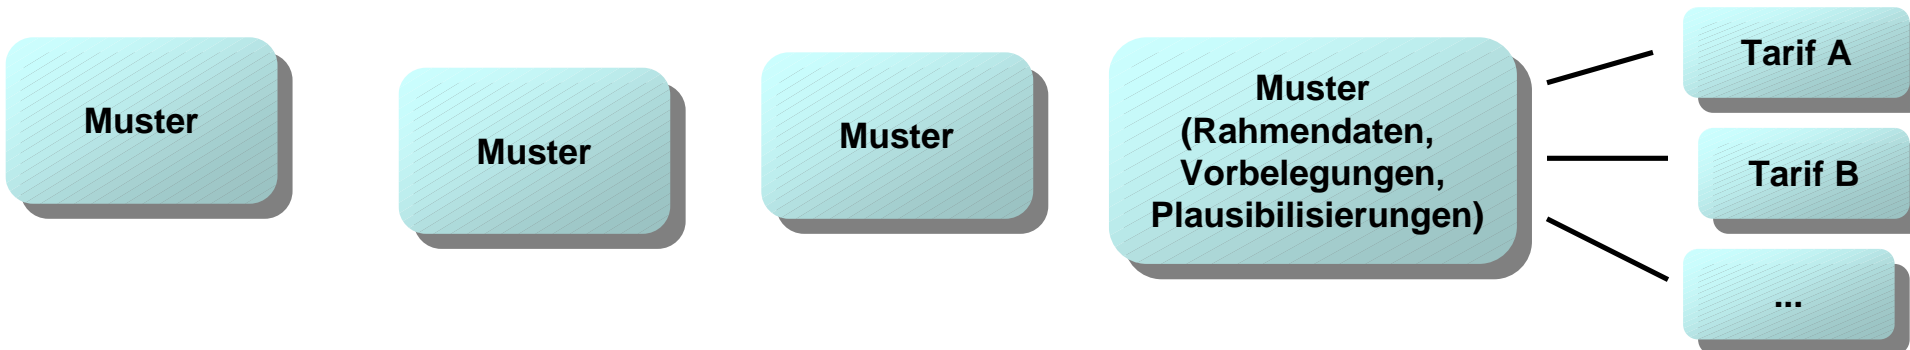 Muster
Muster
Muster
Muster
(Rahmendaten,
Vorbelegungen,
Plausibilisierungen)
Tarif A
Tarif B
...